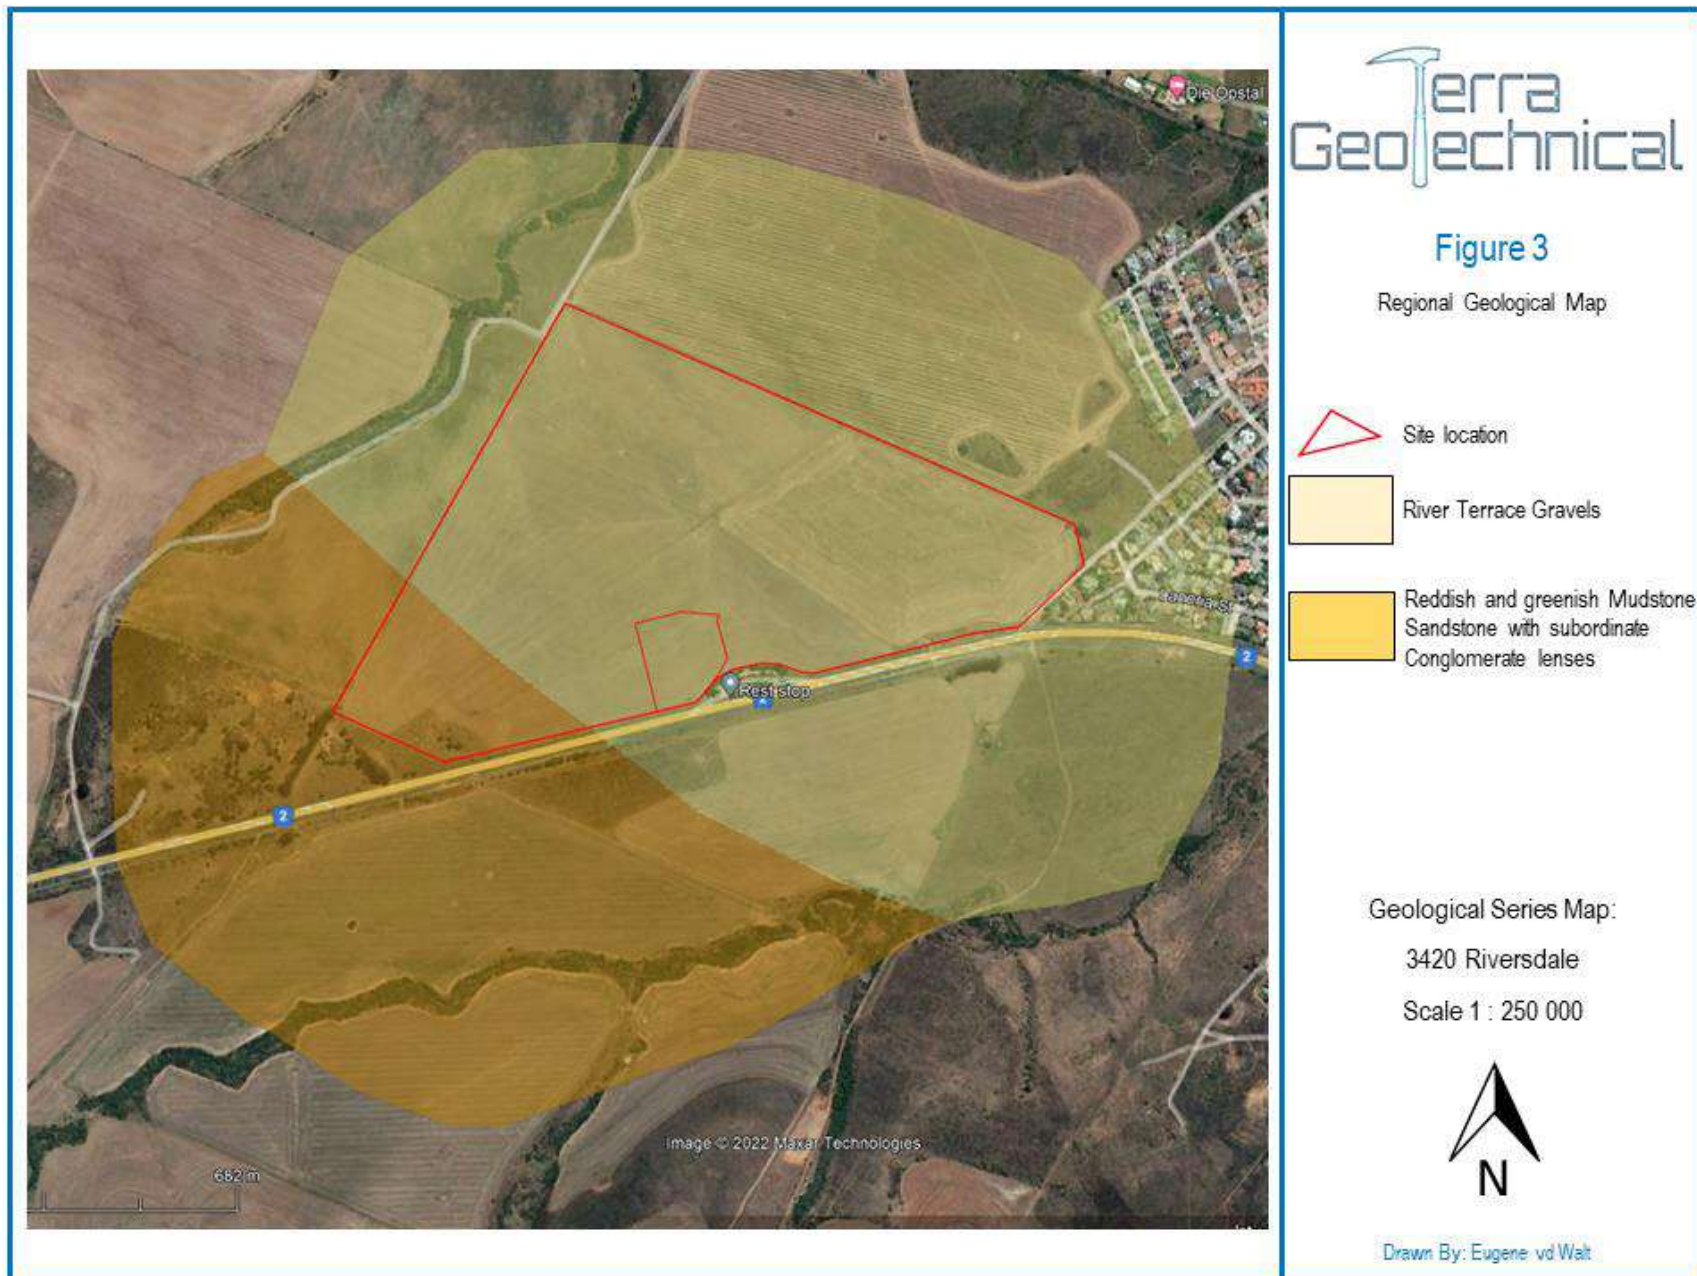 Die Opstal
Laneria St
2
Rest stop
2
2
Image © 2022 Maxar Technologies
682 m
Terra
GeoTechnical
Figure 3
Regional Geological Map
Site location
River Terrace Gravels
Reddish and greenish Mudstone
Sandstone with subordinate
Conglomerate lenses
Geological Series Map:
3420 Riversdale
Scale 1 : 250 000
N
Drawn By: Eugene vd Walt